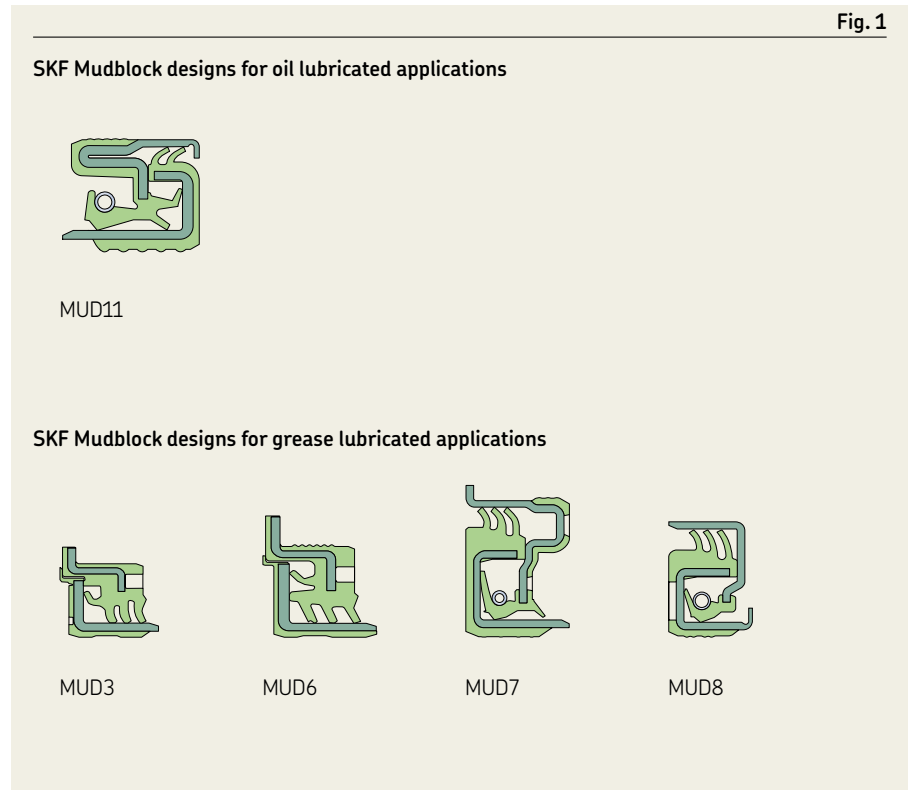 Fig. 1
SKF Mudblock designs for oil lubricated applications
MUD11
SKF Mudblock designs for grease lubricated applications
MUD3 MUD6 MUD7 MUD8